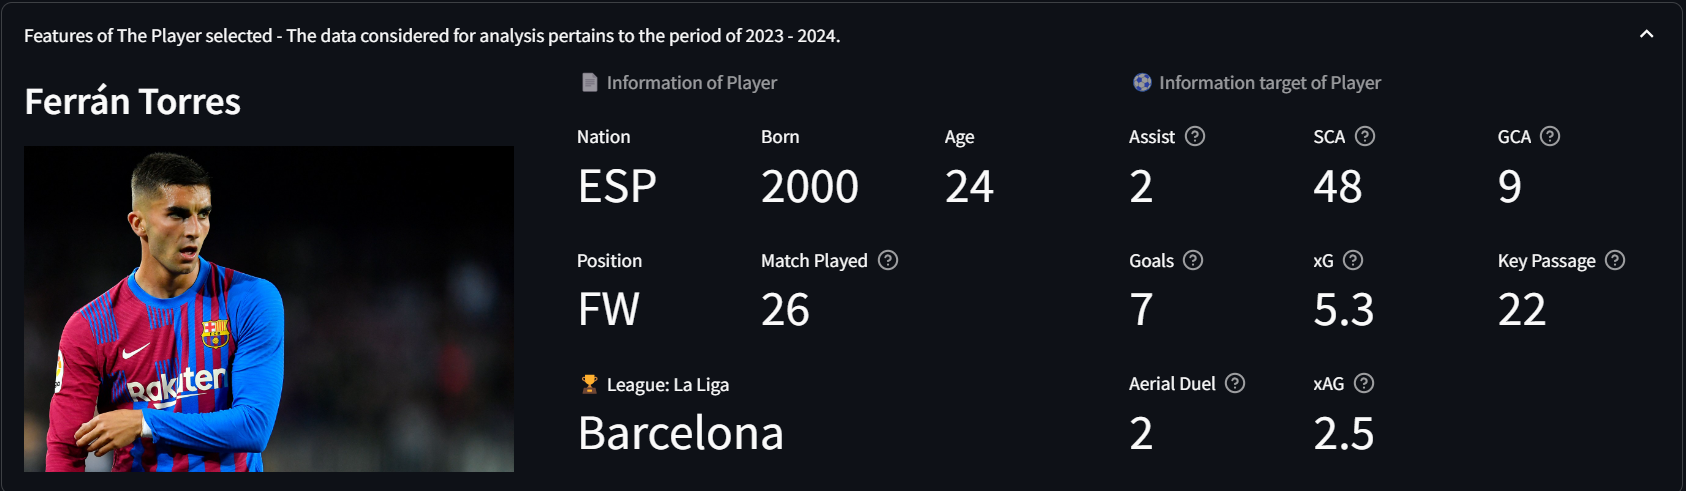 Features of The Player selected - The data considered for analysis pertains to the period of 2023 - 2024.
Ferrán Torres
Rakuten
Information of Player
Nation
ESP
Born
2000
Age
24
Position
FW
Match Played
26
League: La Liga
Barcelona
Information target of Player
Assist
2
SCA
48
GCA
9
Goals
7
xG
5.3
Key Passage
22
Aerial Duel
2
xAG
2.5